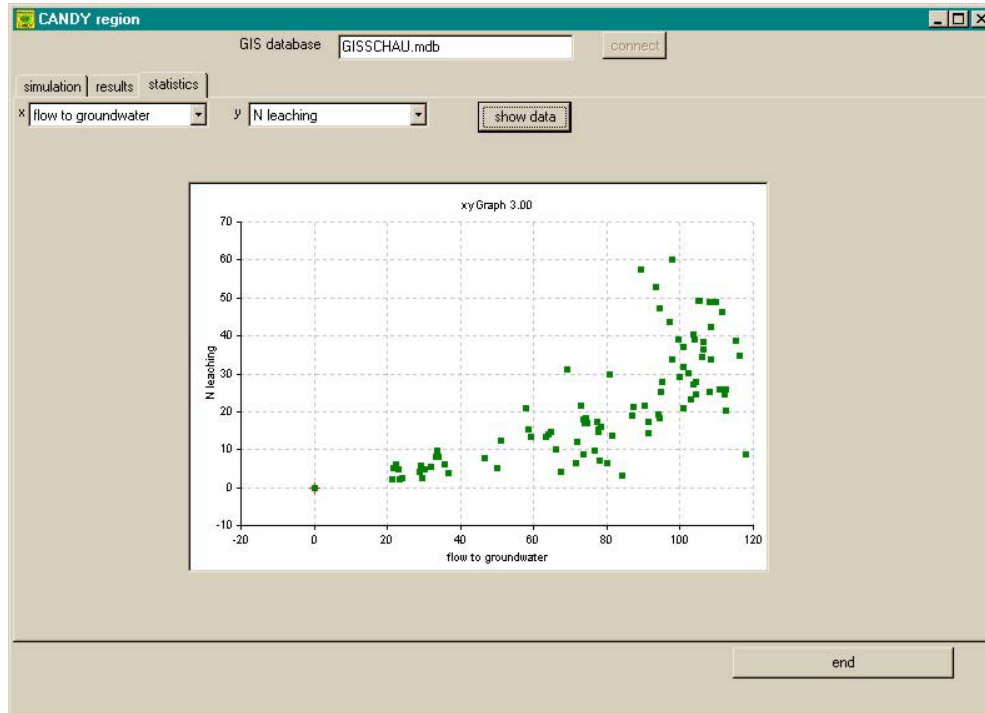 CANDY region
GIS database GISSCHAU.mdb connect
simulation results statistics
x flow to groundwater y N leaching show data
xy Graph 3.00
70
60
50
40
30
20
10
0
-10
N leaching
-20 0 20 40 60 80 100 120
flow to groundwater
end